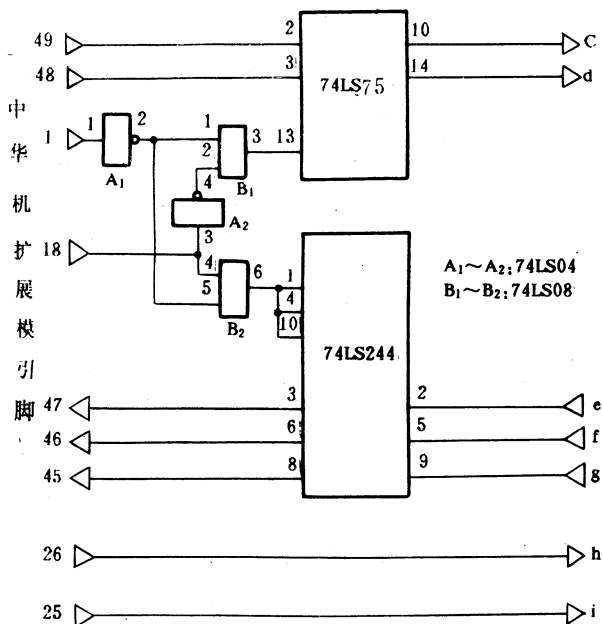 中华机扩展模引脚
49 2 10 C
48 3 14 d
74LS75
1 1 2 1 3 13
2
A₁ 4 B₁
A₂
3
18 4 6 1
5 4
B₂ 10
74LS244
A₁~A₂:74LS04
B₁~B₂:74LS08
47 3 2 e
46 6 5 f
45 8 9 g
26 h
25 i